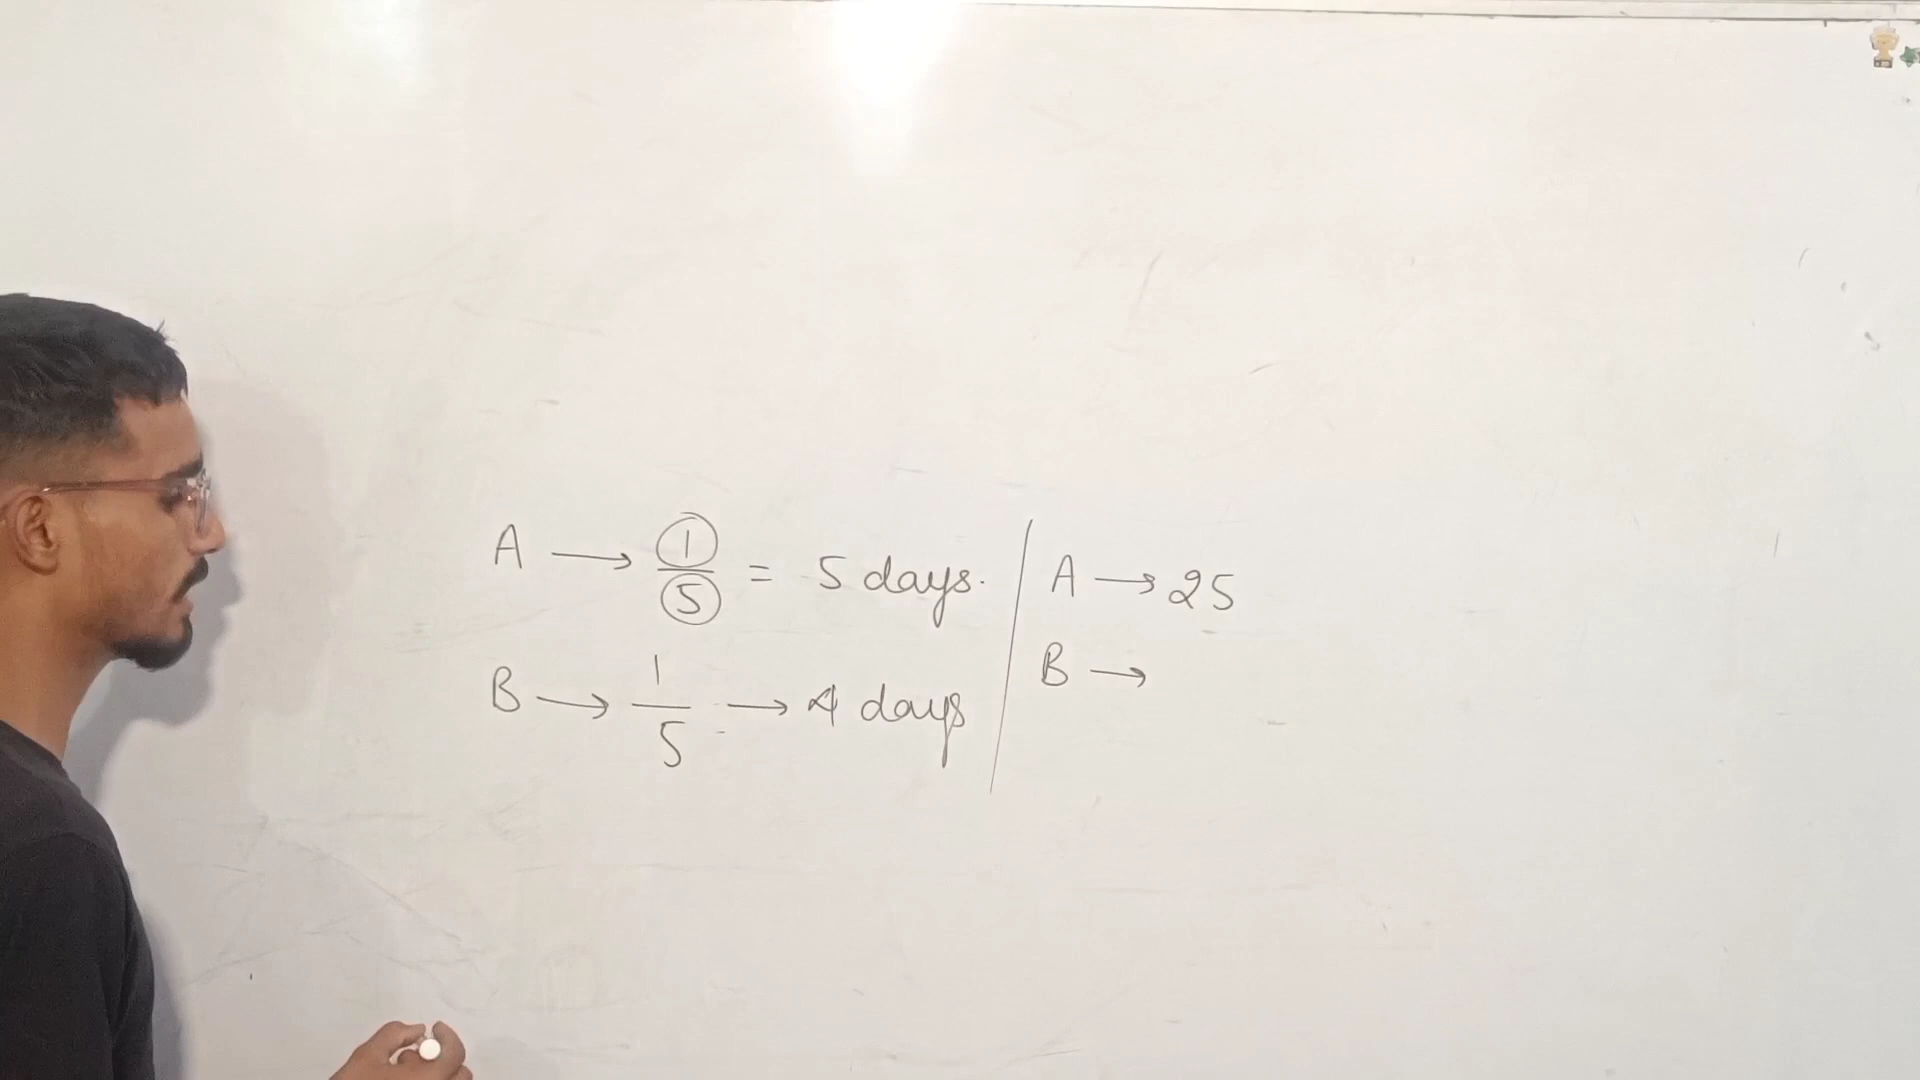 A → 1/5 = 5 days.
B → 1/5 → 4 days
A → 25
B →